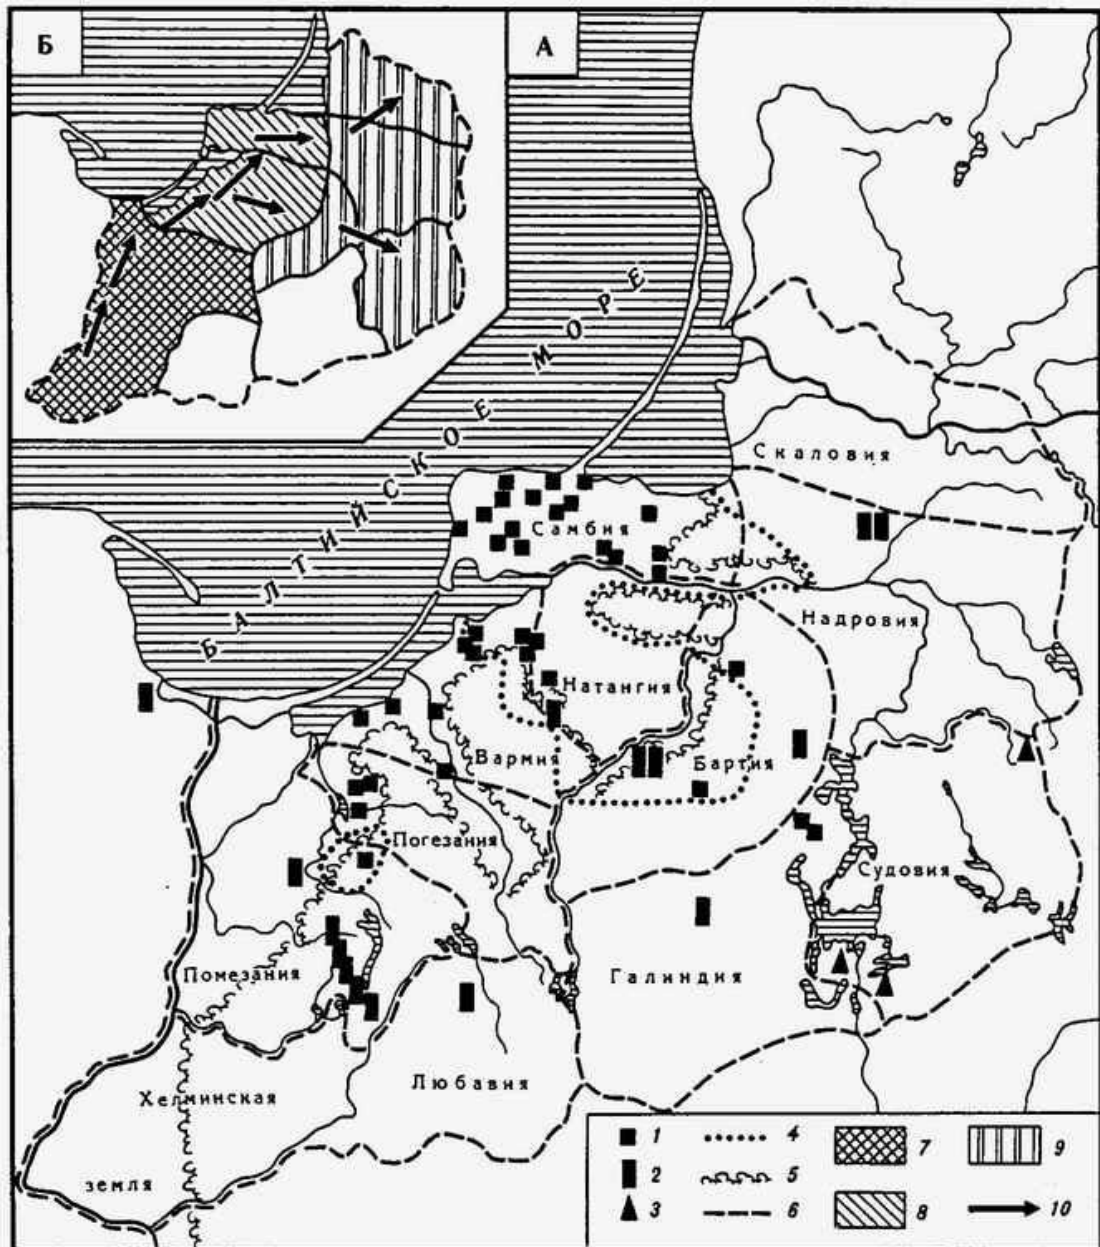 Б
А
БАЛТИЙСКОЕ МОРЕ
Скаловия
Самбия
Надровия
Натангия
Вармия
Бартия
Погезания
Судовия
Помезания
Галиндия
Любавия
Хелминская
земля
1 4 7 9
2 5
3 6 8 10